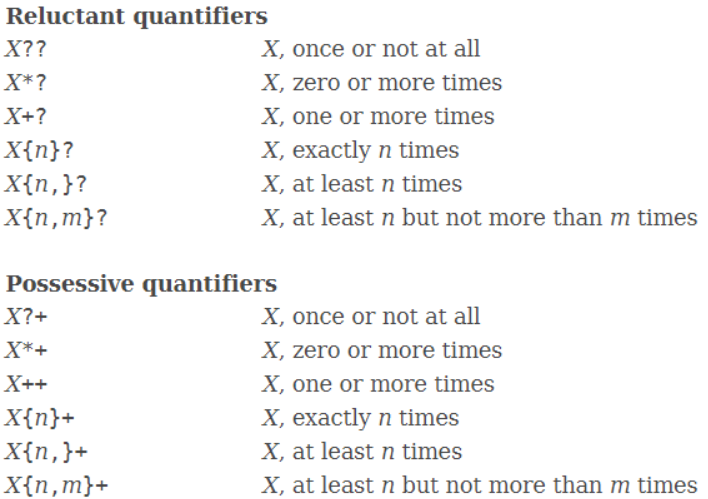 Reluctant quantifiers
X?? X, once or not at all
X*? X, zero or more times
X+? X, one or more times
X{n}? X, exactly n times
X{n,}? X, at least n times
X{n,m}? X, at least n but not more than m times
Possessive quantifiers
X?+ X, once or not at all
X*+ X, zero or more times
X++ X, one or more times
X{n}+ X, exactly n times
X{n,}+ X, at least n times
X{n,m}+ X, at least n but not more than m times